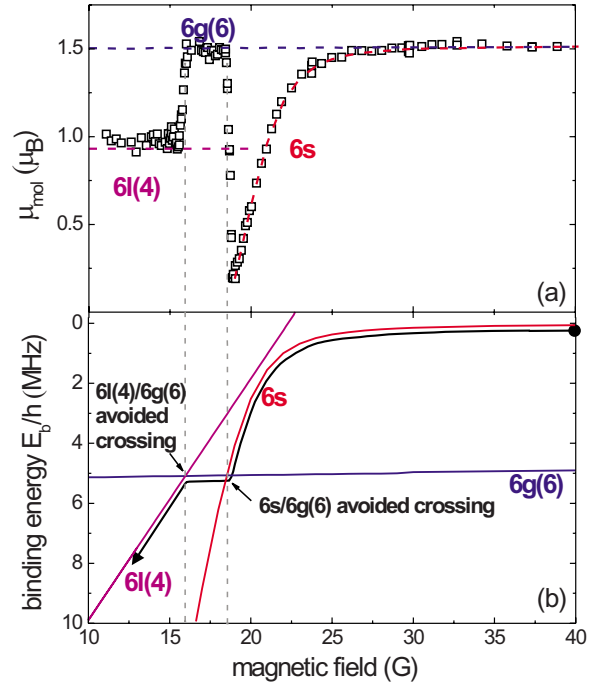 6g(6)
1.5
1.0
0.5
μmol (μB)
6l(4)
6s
(a)
0
2
4
6
8
10
binding energy Eb/h (MHz)
6l(4)/6g(6)
avoided
crossing
6s
6g(6)
6s/6g(6) avoided crossing
6l(4)
(b)
10 15 20 25 30 35 40
magnetic field (G)